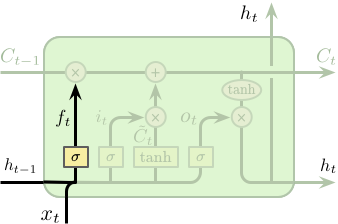 h_t
C_{t−1} × + C_t
tanh
f_t i_t o_t × ×
C̃_t
h_{t−1} σ σ tanh σ h_t
x_t